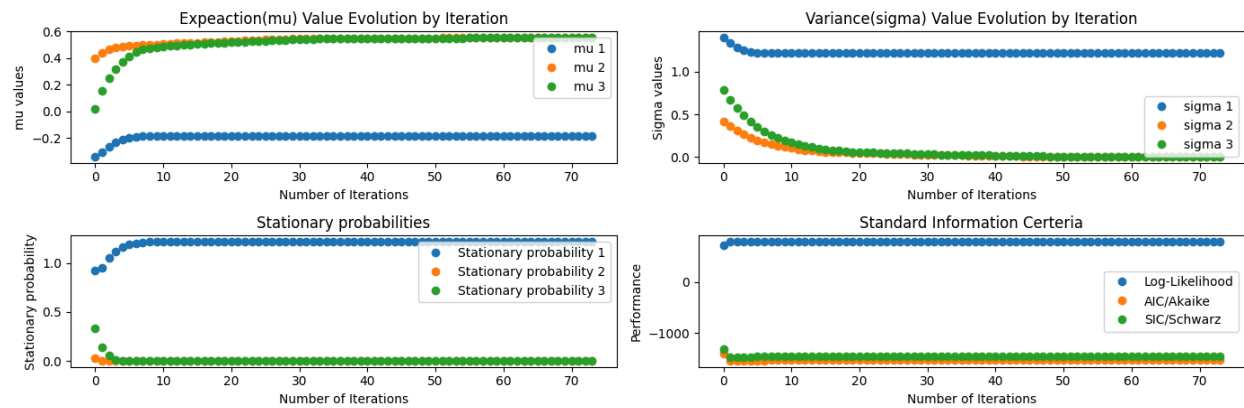 Expeaction(mu) Value Evolution by Iteration
mu values
0.6
0.4
0.2
0.0
−0.2
mu 1
mu 2
mu 3
0 10 20 30 40 50 60 70
Number of Iterations
Variance(sigma) Value Evolution by Iteration
Sigma values
1.0
0.5
0.0
sigma 1
sigma 2
sigma 3
0 10 20 30 40 50 60 70
Number of Iterations
Stationary probabilities
Stationary probability
1.0
0.5
0.0
Stationary probability 1
Stationary probability 2
Stationary probability 3
0 10 20 30 40 50 60 70
Number of Iterations
Standard Information Certeria
Performance
0
−1000
Log-Likelihood
AIC/Akaike
SIC/Schwarz
0 10 20 30 40 50 60 70
Number of Iterations